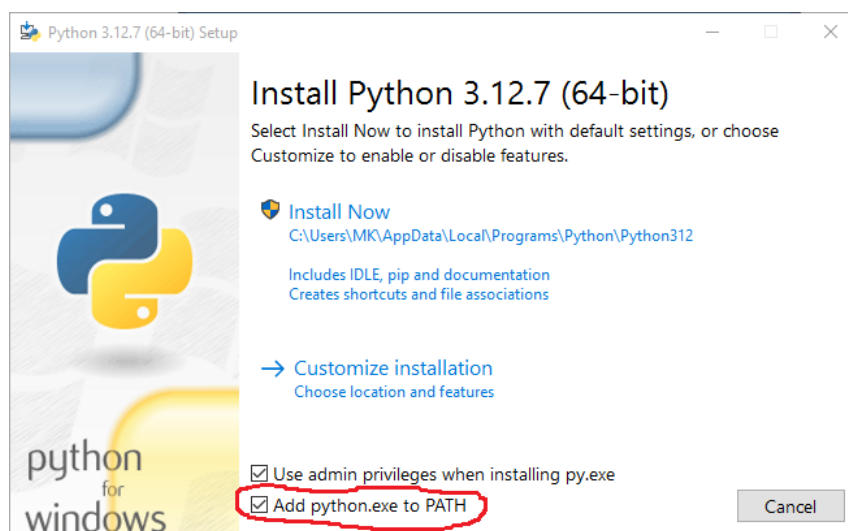 Python 3.12.7 (64-bit) Setup
Install Python 3.12.7 (64-bit)
Select Install Now to install Python with default settings, or choose
Customize to enable or disable features.
Install Now
C:\Users\MK\AppData\Local\Programs\Python\Python312
Includes IDLE, pip and documentation
Creates shortcuts and file associations
Customize installation
Choose location and features
Use admin privileges when installing py.exe
Add python.exe to PATH
Cancel
python
for
windows